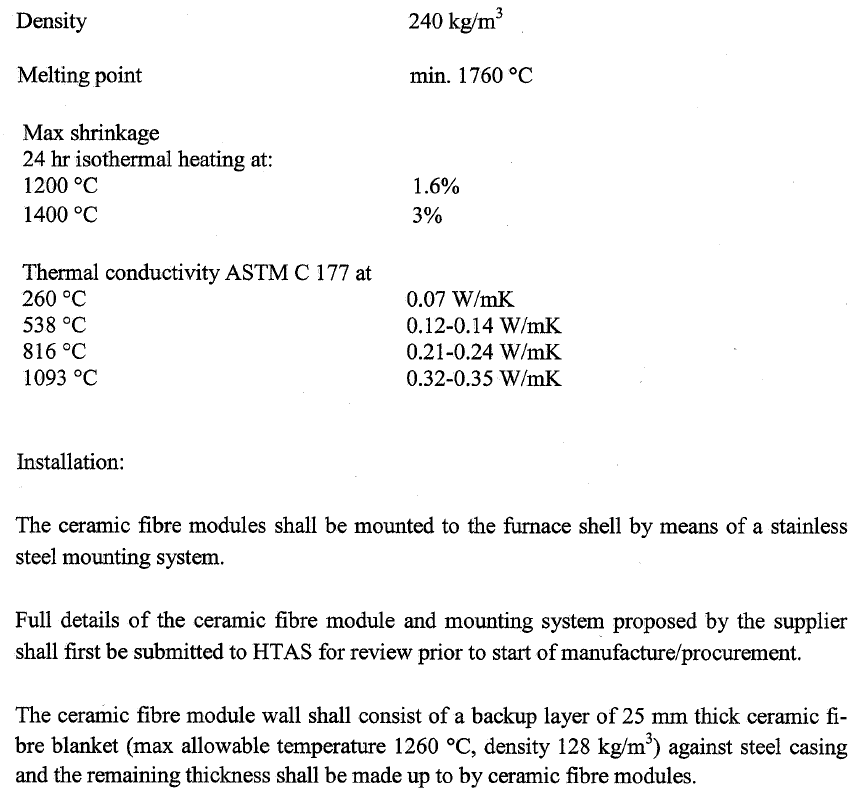 Density 240 kg/m³
Melting point min. 1760 °C
Max shrinkage
24 hr isothermal heating at:
1200 °C 1.6%
1400 °C 3%
Thermal conductivity ASTM C 177 at
260 °C 0.07 W/mK
538 °C 0.12-0.14 W/mK
816 °C 0.21-0.24 W/mK
1093 °C 0.32-0.35 W/mK
Installation:
The ceramic fibre modules shall be mounted to the furnace shell by means of a stainless
steel mounting system.
Full details of the ceramic fibre module and mounting system proposed by the supplier
shall first be submitted to HTAS for review prior to start of manufacture/procurement.
The ceramic fibre module wall shall consist of a backup layer of 25 mm thick ceramic fi-
bre blanket (max allowable temperature 1260 °C, density 128 kg/m³) against steel casing
and the remaining thickness shall be made up to by ceramic fibre modules.